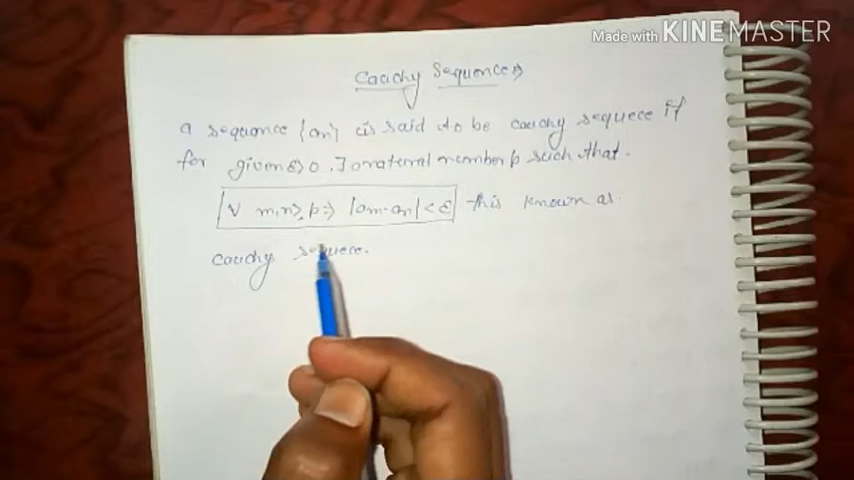 Made with KINEMASTER
Cauchy Sequence
a sequence {an} is said to be cauchy sequece if
for given ε>0 . ∃ a natural number p such that.
∀ m,n≥p ⇒ |am-an|<ε this known as.
cauchy sequece.